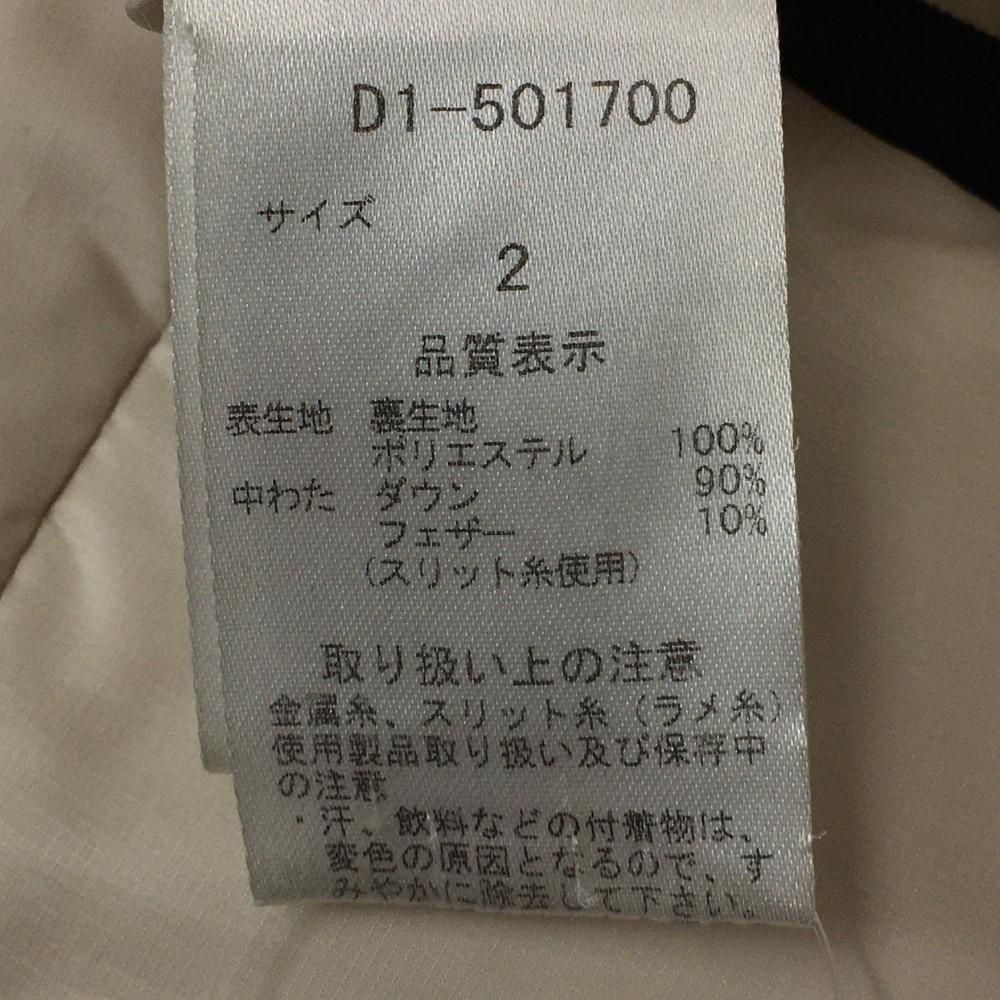 D1-501700
サイズ
2
品質表示
表生地 裏生地
ポリエステル 100%
中わた ダウン 90%
フェザー 10%
(スリット糸使用)
取り扱い上の注意
金属糸、スリット糸(ラメ糸)
使用製品取り扱い及び保存中
の注意
・汗、飲料などの付着物は、
変色の原因となるので、す
みやかに除去して下さい。